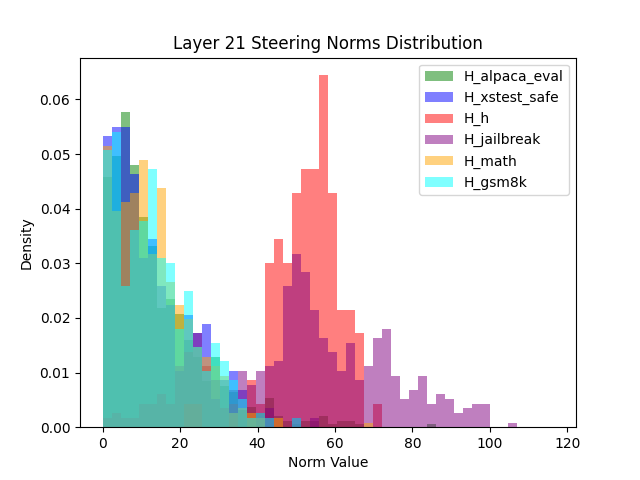 Layer 21 Steering Norms Distribution
H_alpaca_eval
H_xstest_safe
H_h
H_jailbreak
H_math
H_gsm8k
Density
0.06
0.05
0.04
0.03
0.02
0.01
0.00
0 20 40 60 80 100 120
Norm Value